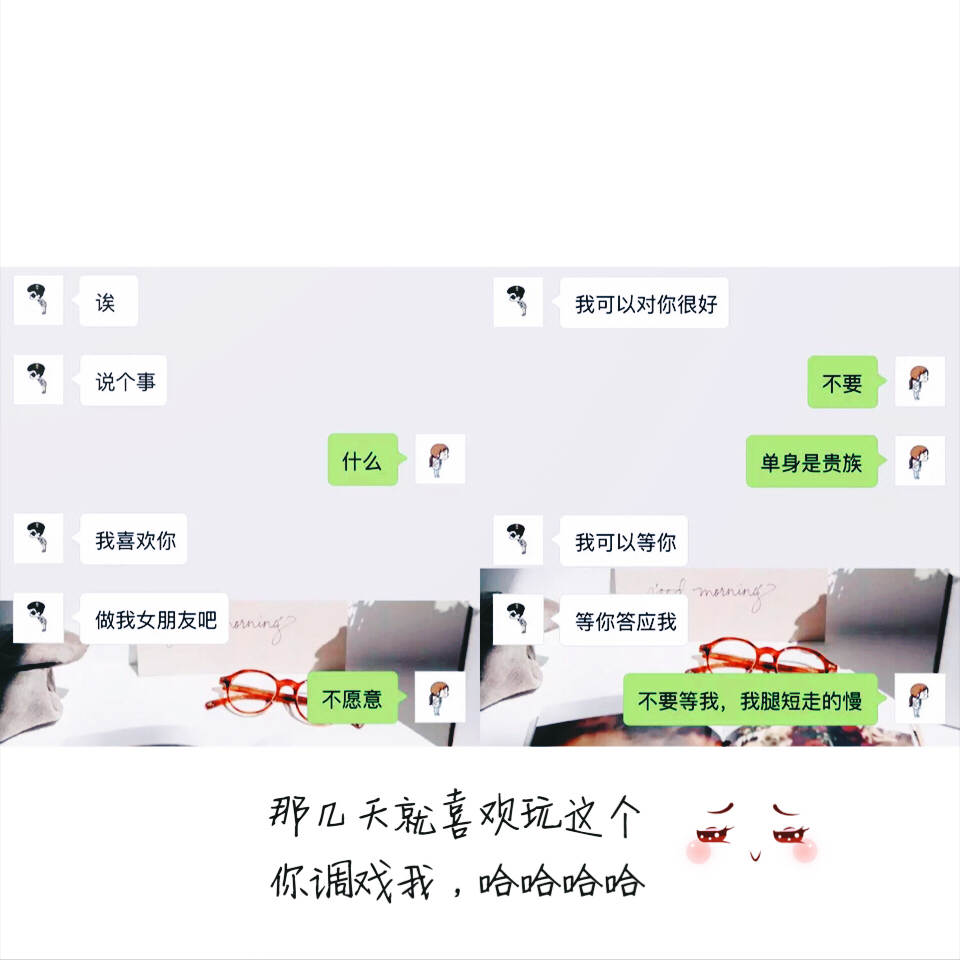 诶
说个事
什么
我喜欢你
做我女朋友吧
不愿意
我可以对你很好
不要
单身是贵族
我可以等你
等你答应我
不要等我，我腿短走的慢
morning
good morning
那几天就喜欢玩这个
你调戏我，哈哈哈哈